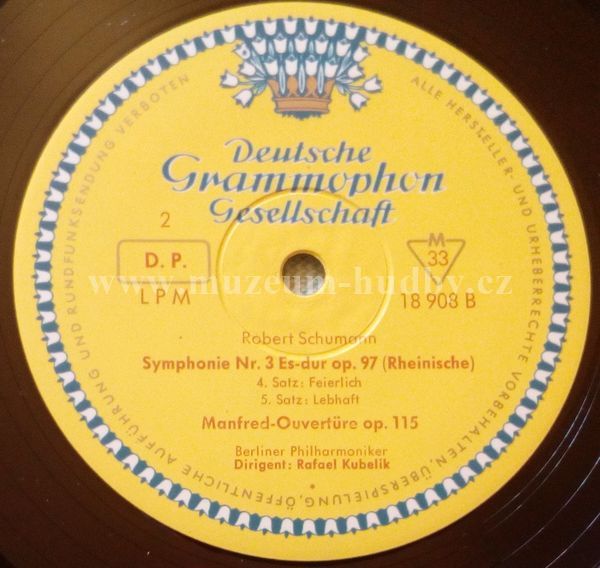 Deutsche
Grammophon
Gesellschaft
2
D. P.
LPM
M
33
18 908 B
Robert Schumann
Symphonie Nr. 3 Es-dur op. 97 (Rheinische)
4. Satz: Feierlich
5. Satz: Lebhaft
Manfred-Ouvertüre op. 115
Berliner Philharmoniker
Dirigent: Rafael Kubelik
ALLE HERSTELLER- UND URHEBERRECHTE VORBEHALTEN, ÜBERSPIELUNG, ÖFFENTLICHE AUFFÜHRUNG UND RUNDFUNKSENDUNG VERBOTEN
www.muzeum-hudby.cz